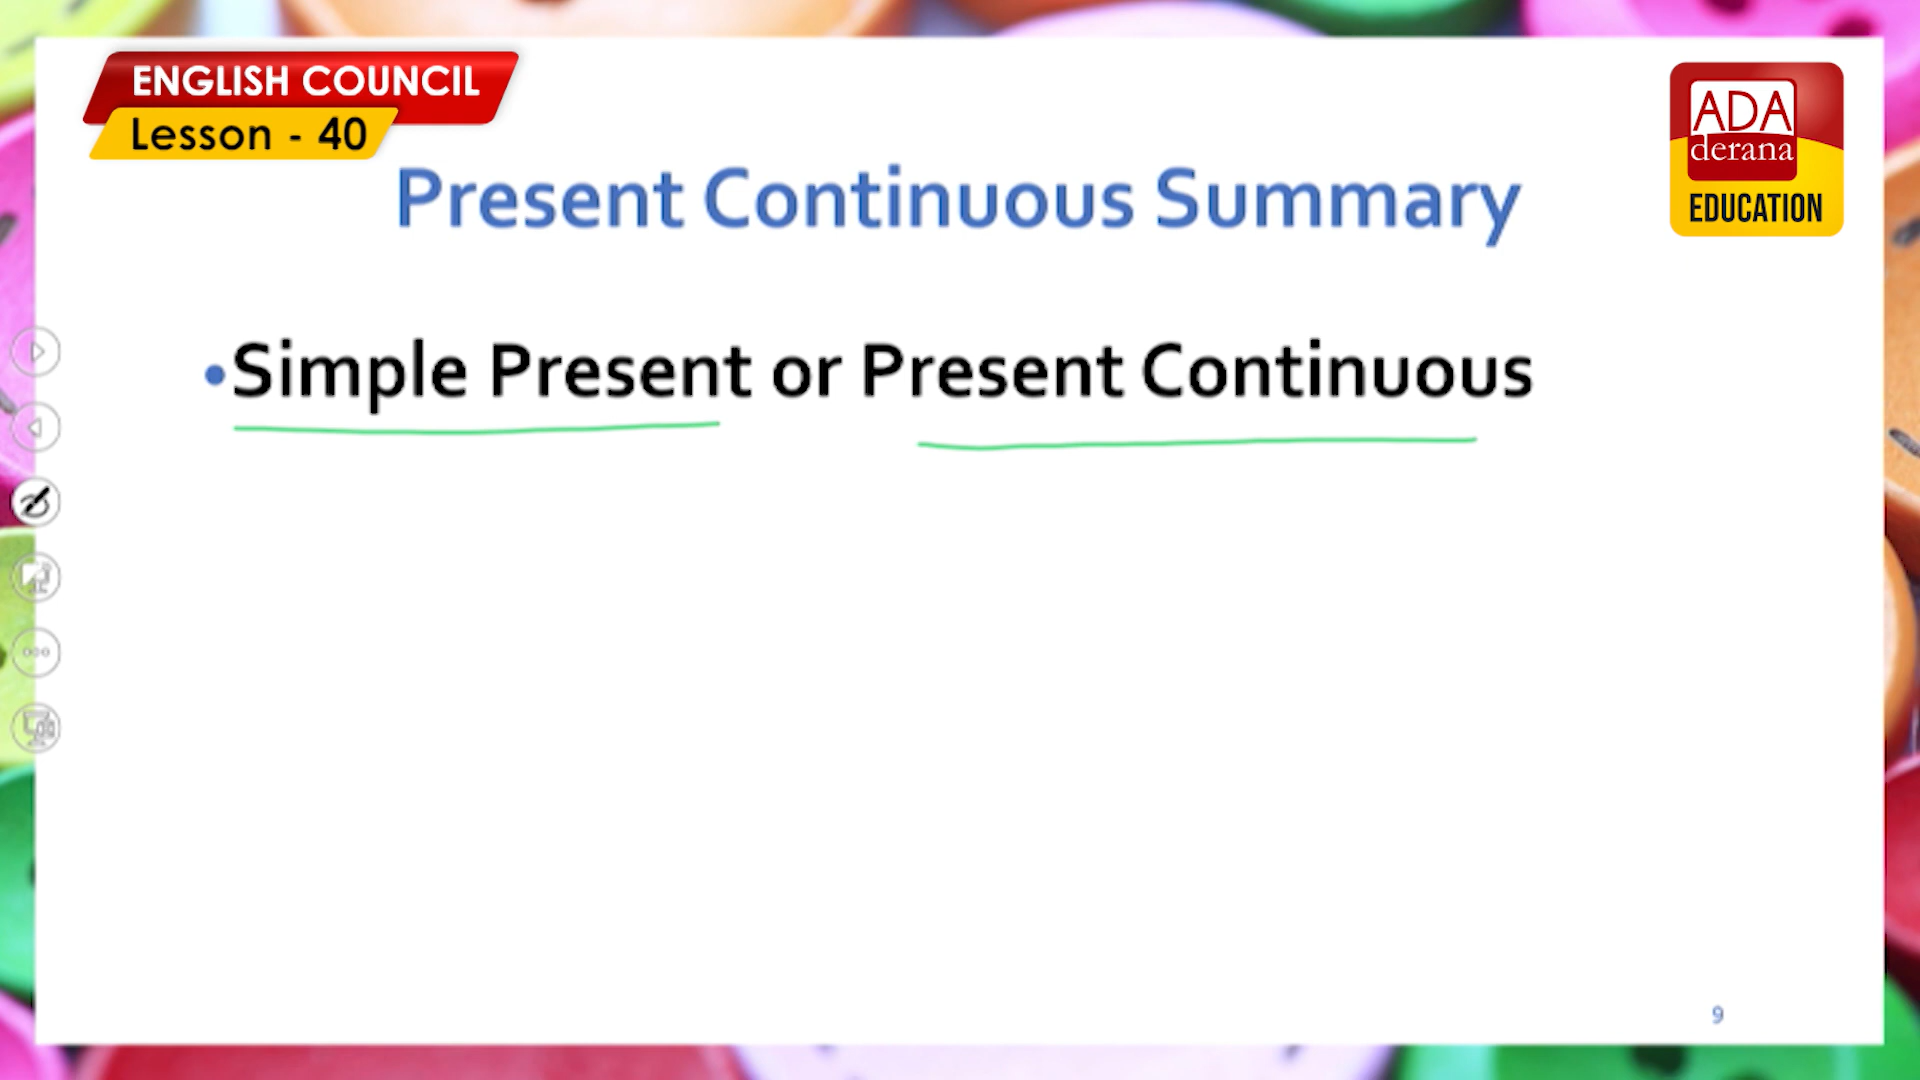 ENGLISH COUNCIL
Lesson - 40
ADA
derana
EDUCATION
Present Continuous Summary
•Simple Present or Present Continuous
9